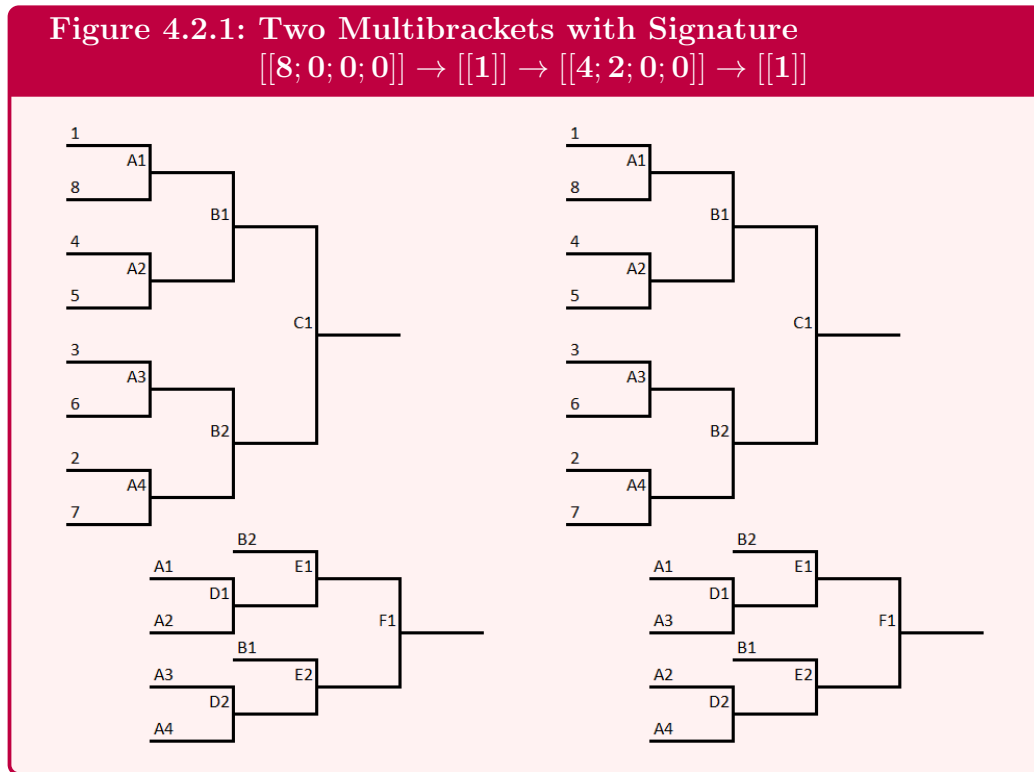 Figure 4.2.1: Two Multibrackets with Signature
[[8; 0; 0; 0]] → [[1]] → [[4; 2; 0; 0]] → [[1]]
1
A1
8
B1
4
A2
5
C1
3
A3
6
B2
2
A4
7
B2
A1
E1
D1
A2
F1
B1
A3
E2
D2
A4
1
A1
8
B1
4
A2
5
C1
3
A3
6
B2
2
A4
7
B2
A1
E1
D1
A3
F1
B1
A2
E2
D2
A4